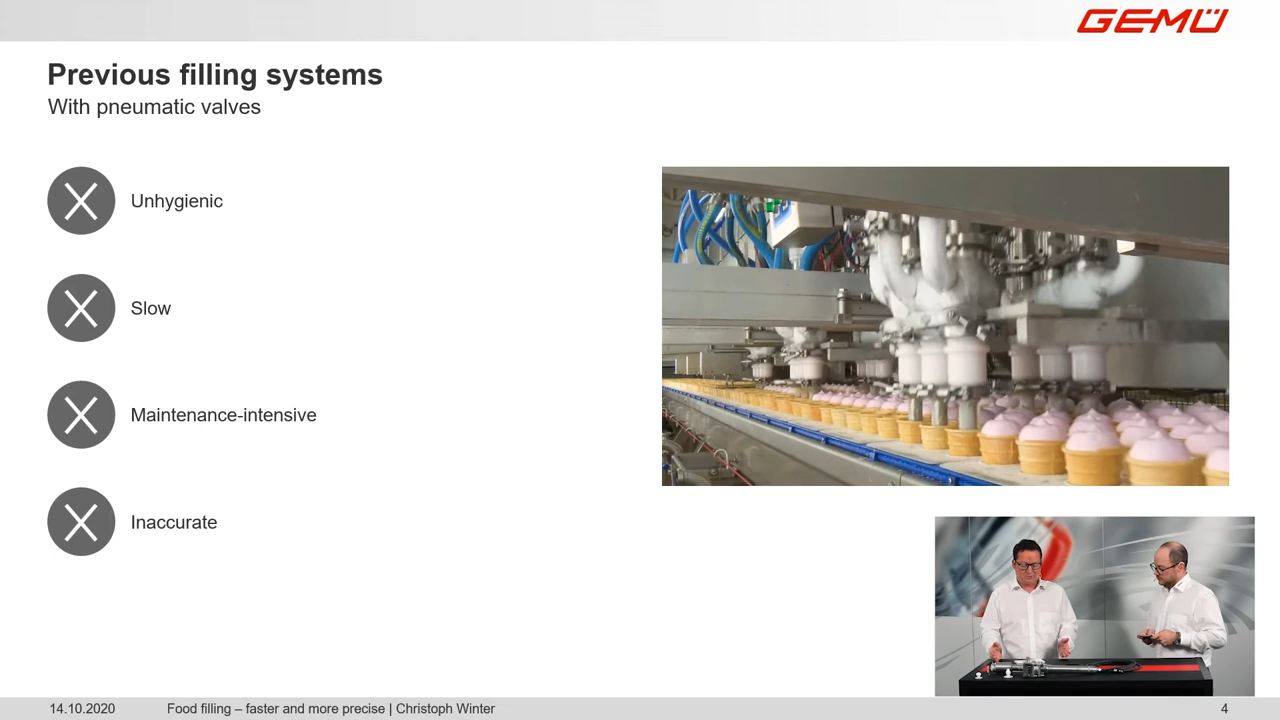 GEMÜ
Previous filling systems
With pneumatic valves
Unhygienic
Slow
Maintenance-intensive
Inaccurate
14.10.2020 Food filling – faster and more precise | Christoph Winter 4